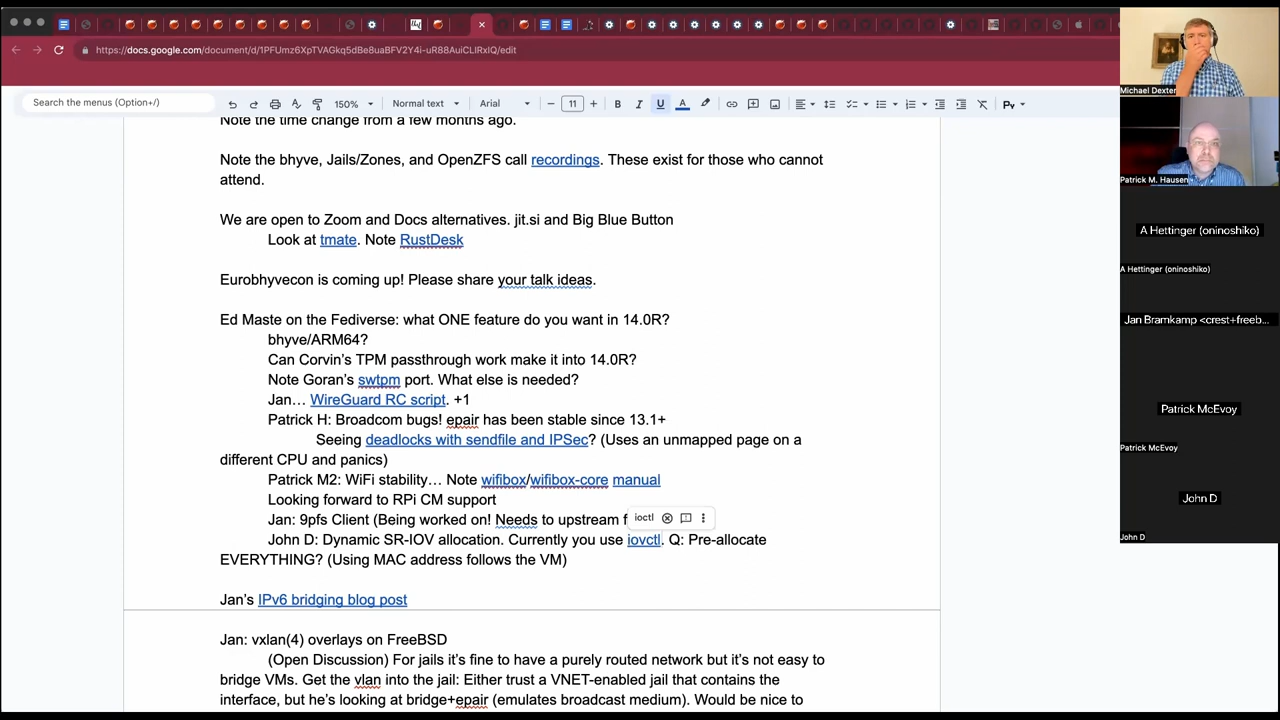 https://docs.google.com/document/d/1PFUmz6XpTVAGkq5dBe8uaBFV2Y4i-uR88AuiCLlRxIQ/edit
Search the menus (Option+/)
150%
Normal text
Arial
11
Note the time change from a few months ago.
Note the bhyve, Jails/Zones, and OpenZFS call recordings. These exist for those who cannot
attend.
We are open to Zoom and Docs alternatives. jit.si and Big Blue Button
Look at tmate. Note RustDesk
Eurobhyvecon is coming up! Please share your talk ideas.
Ed Maste on the Fediverse: what ONE feature do you want in 14.0R?
bhyve/ARM64?
Can Corvin’s TPM passthrough work make it into 14.0R?
Note Goran’s swtpm port. What else is needed?
Jan… WireGuard RC script. +1
Patrick H: Broadcom bugs! epair has been stable since 13.1+
Seeing deadlocks with sendfile and IPSec? (Uses an unmapped page on a
different CPU and panics)
Patrick M2: WiFi stability… Note wifibox/wifibox-core manual
Looking forward to RPi CM support
Jan: 9pfs Client (Being worked on! Needs to upstream f
ioctl
John D: Dynamic SR-IOV allocation. Currently you use iovctl. Q: Pre-allocate
EVERYTHING? (Using MAC address follows the VM)
Jan’s IPv6 bridging blog post
Jan: vxlan(4) overlays on FreeBSD
(Open Discussion) For jails it’s fine to have a purely routed network but it’s not easy to
bridge VMs. Get the vlan into the jail: Either trust a VNET-enabled jail that contains the
interface, but he’s looking at bridge+epair (emulates broadcast medium). Would be nice to
Michael Dexter
Patrick M. Hausen
A Hettinger (oninoshiko)
A Hettinger (oninoshiko)
Jan Bramkamp <crest+freeb...
Patrick McEvoy
Patrick McEvoy
John D
John D